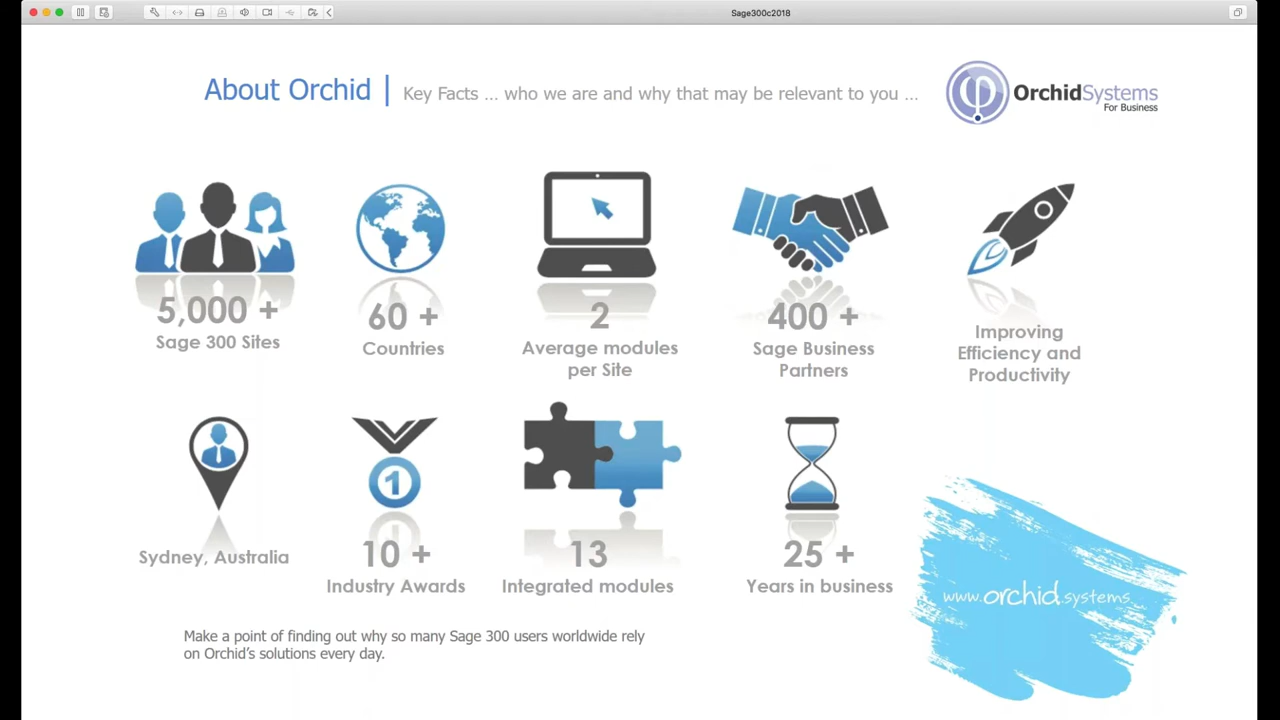 Sage300c2018
About Orchid | Key Facts ... who we are and why that may be relevant to you ...
OrchidSystems
For Business
5,000 +
Sage 300 Sites
60 +
Countries
2
Average modules
per Site
400 +
Sage Business
Partners
Improving
Efficiency and
Productivity
Sydney, Australia
10 +
Industry Awards
1
13
Integrated modules
25 +
Years in business
www.orchid.systems
Make a point of finding out why so many Sage 300 users worldwide rely
on Orchid's solutions every day.